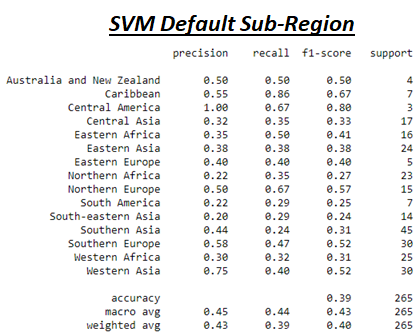 SVM Default Sub-Region
precision recall f1-score support
Australia and New Zealand 0.50 0.50 0.50 4
Caribbean 0.55 0.86 0.67 7
Central America 1.00 0.67 0.80 3
Central Asia 0.32 0.35 0.33 17
Eastern Africa 0.35 0.50 0.41 16
Eastern Asia 0.38 0.38 0.38 24
Eastern Europe 0.40 0.40 0.40 5
Northern Africa 0.22 0.35 0.27 23
Northern Europe 0.50 0.67 0.57 15
South America 0.22 0.29 0.25 7
South-eastern Asia 0.20 0.29 0.24 14
Southern Asia 0.44 0.24 0.31 45
Southern Europe 0.58 0.47 0.52 30
Western Africa 0.30 0.32 0.31 25
Western Asia 0.75 0.40 0.52 30
accuracy 0.39 265
macro avg 0.45 0.44 0.43 265
weighted avg 0.43 0.39 0.40 265